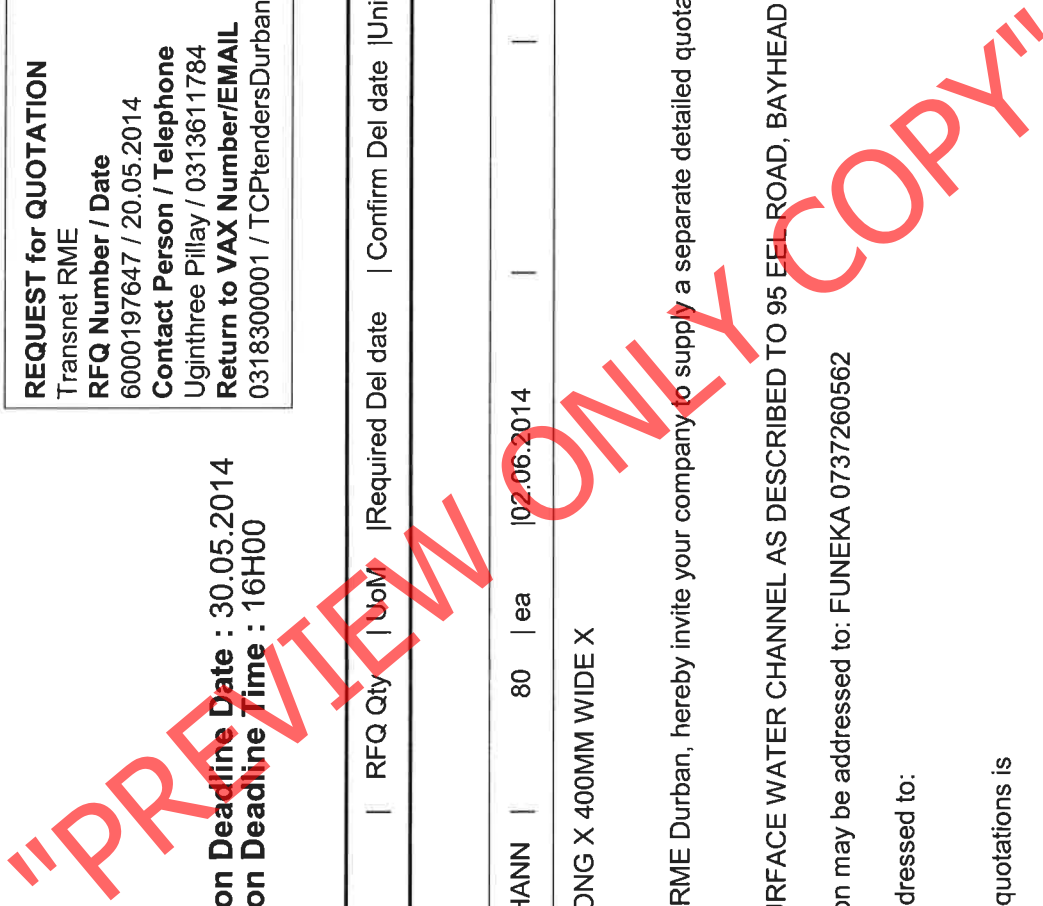 REQUEST for QUOTATION
Transnet RME
RFQ Number / Date
6000197647 / 20.05.2014
Contact Person / Telephone
Uginthree Pillay / 0313611784
Return to VAX Number/EMAIL
0318300001 / TCPtendersDurban
on Deadline Date : 30.05.2014
on Deadline Time : 16H00
| RFQ Qty | UoM |Required Del date | Confirm Del date |Uni
HANN | 80 | ea |02.06.2014 | |
ONG X 400MM WIDE X
RME Durban, hereby invite your company to supply a separate detailed quota
URFACE WATER CHANNEL AS DESCRIBED TO 95 EEL ROAD, BAYHEAD
on may be addressed to: FUNEKA 0737260562
dressed to:
quotations is
"PREVIEW ONLY COPY"